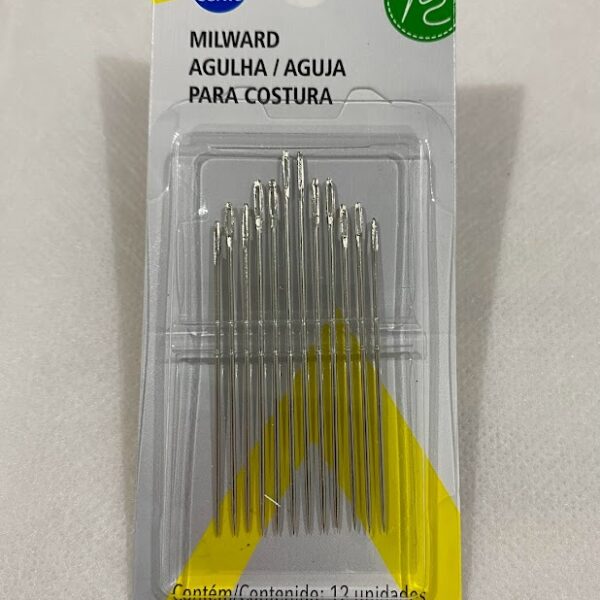 MILWARD
AGULHA / AGUJA
PARA COSTURA
Contém/Contenido: 12 unidades